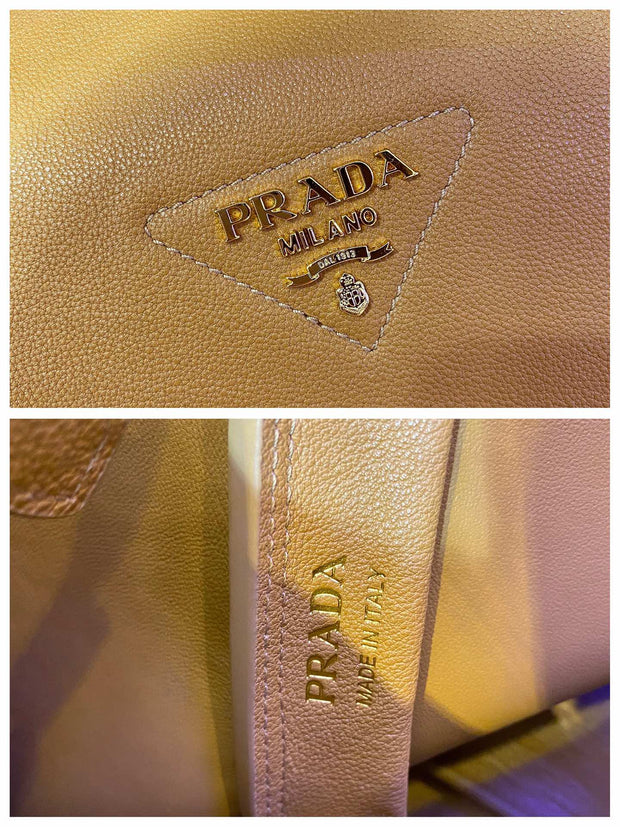 PRADA
MILANO
DAL 1913
PRADA
MADE IN ITALY